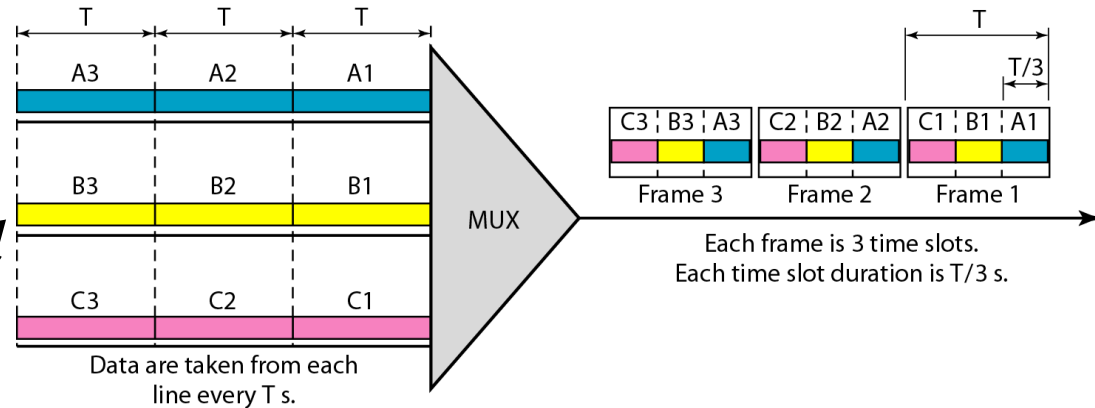 T T T
A3 A2 A1
B3 B2 B1
C3 C2 C1
Data are taken from each
line every T s.
MUX
T
T/3
C3 B3 A3 C2 B2 A2 C1 B1 A1
Frame 3 Frame 2 Frame 1
Each frame is 3 time slots.
Each time slot duration is T/3 s.